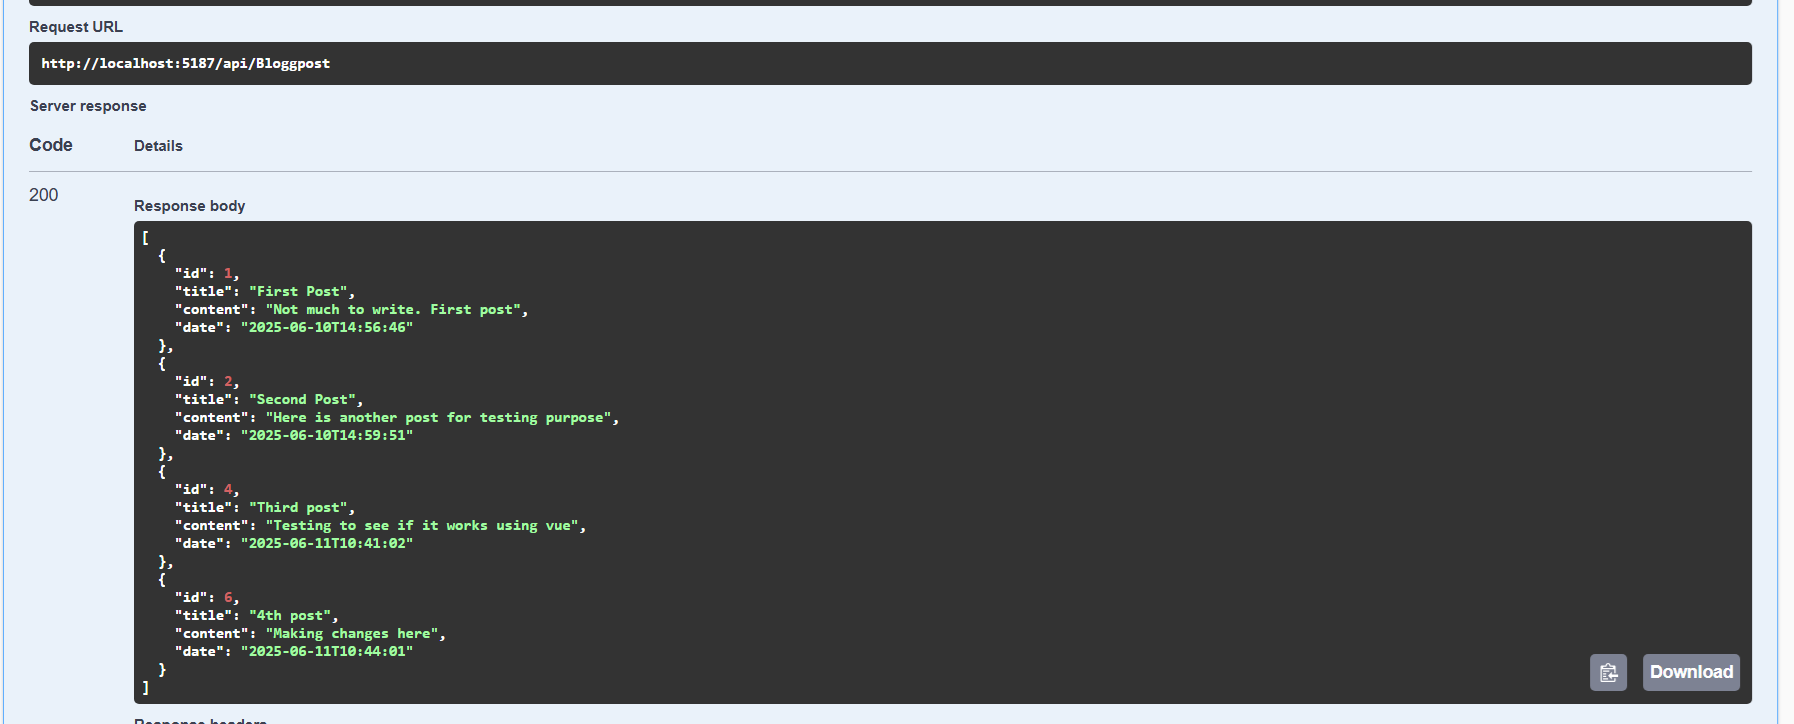 Request URL
http://localhost:5187/api/Bloggpost
Server response
Code Details
200
Response body
[
  {
    "id": 1,
    "title": "First Post",
    "content": "Not much to write. First post",
    "date": "2025-06-10T14:56:46"
  },
  {
    "id": 2,
    "title": "Second Post",
    "content": "Here is another post for testing purpose",
    "date": "2025-06-10T14:59:51"
  },
  {
    "id": 4,
    "title": "Third post",
    "content": "Testing to see if it works using vue",
    "date": "2025-06-11T10:41:02"
  },
  {
    "id": 6,
    "title": "4th post",
    "content": "Making changes here",
    "date": "2025-06-11T10:44:01"
  }
]
Download
Response headers